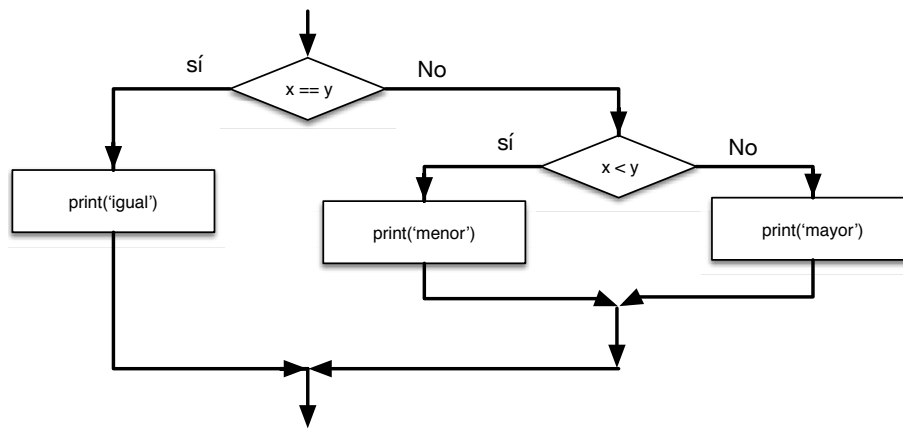 sí
No
x == y
sí
No
x < y
print(‘igual’)
print(‘menor’)
print(‘mayor’)